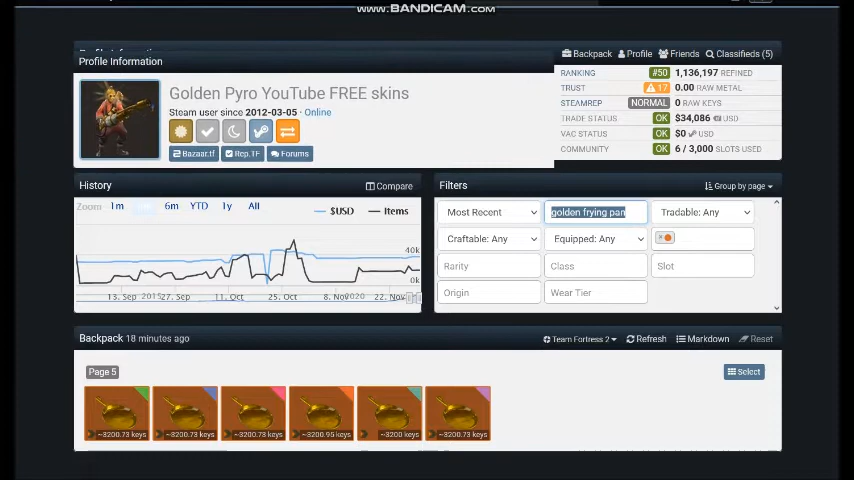 www.BANDICAM.com
Profile Information
Backpack Profile Friends Classifieds (5)
Golden Pyro YouTube FREE skins
Steam user since 2012-03-05 · Online
Bazaar.tf Rep.TF Forums
RANKING #50 1,136,197 REFINED
TRUST 17 0.00 RAW METAL
STEAMREP NORMAL 0 RAW KEYS
TRADE STATUS OK $34,086 USD
VAC STATUS OK $0 USD
COMMUNITY OK 6 / 3,000 SLOTS USED
History Compare
Zoom 1m 6m YTD 1y All
$USD Items
40k
0k
13. Sep 2015 27. Sep 11. Oct 25. Oct 8. Nov 2020 22. Nov
Filters Group by page
Most Recent golden frying pan Tradable: Any
Craftable: Any Equipped: Any ×
Rarity Class Slot
Origin Wear Tier
Backpack 18 minutes ago Team Fortress 2 Refresh Markdown Reset
Page 5 Select
~3200.73 keys ~3200.73 keys ~3200.73 keys ~3200.95 keys ~3200 keys ~3200.73 keys